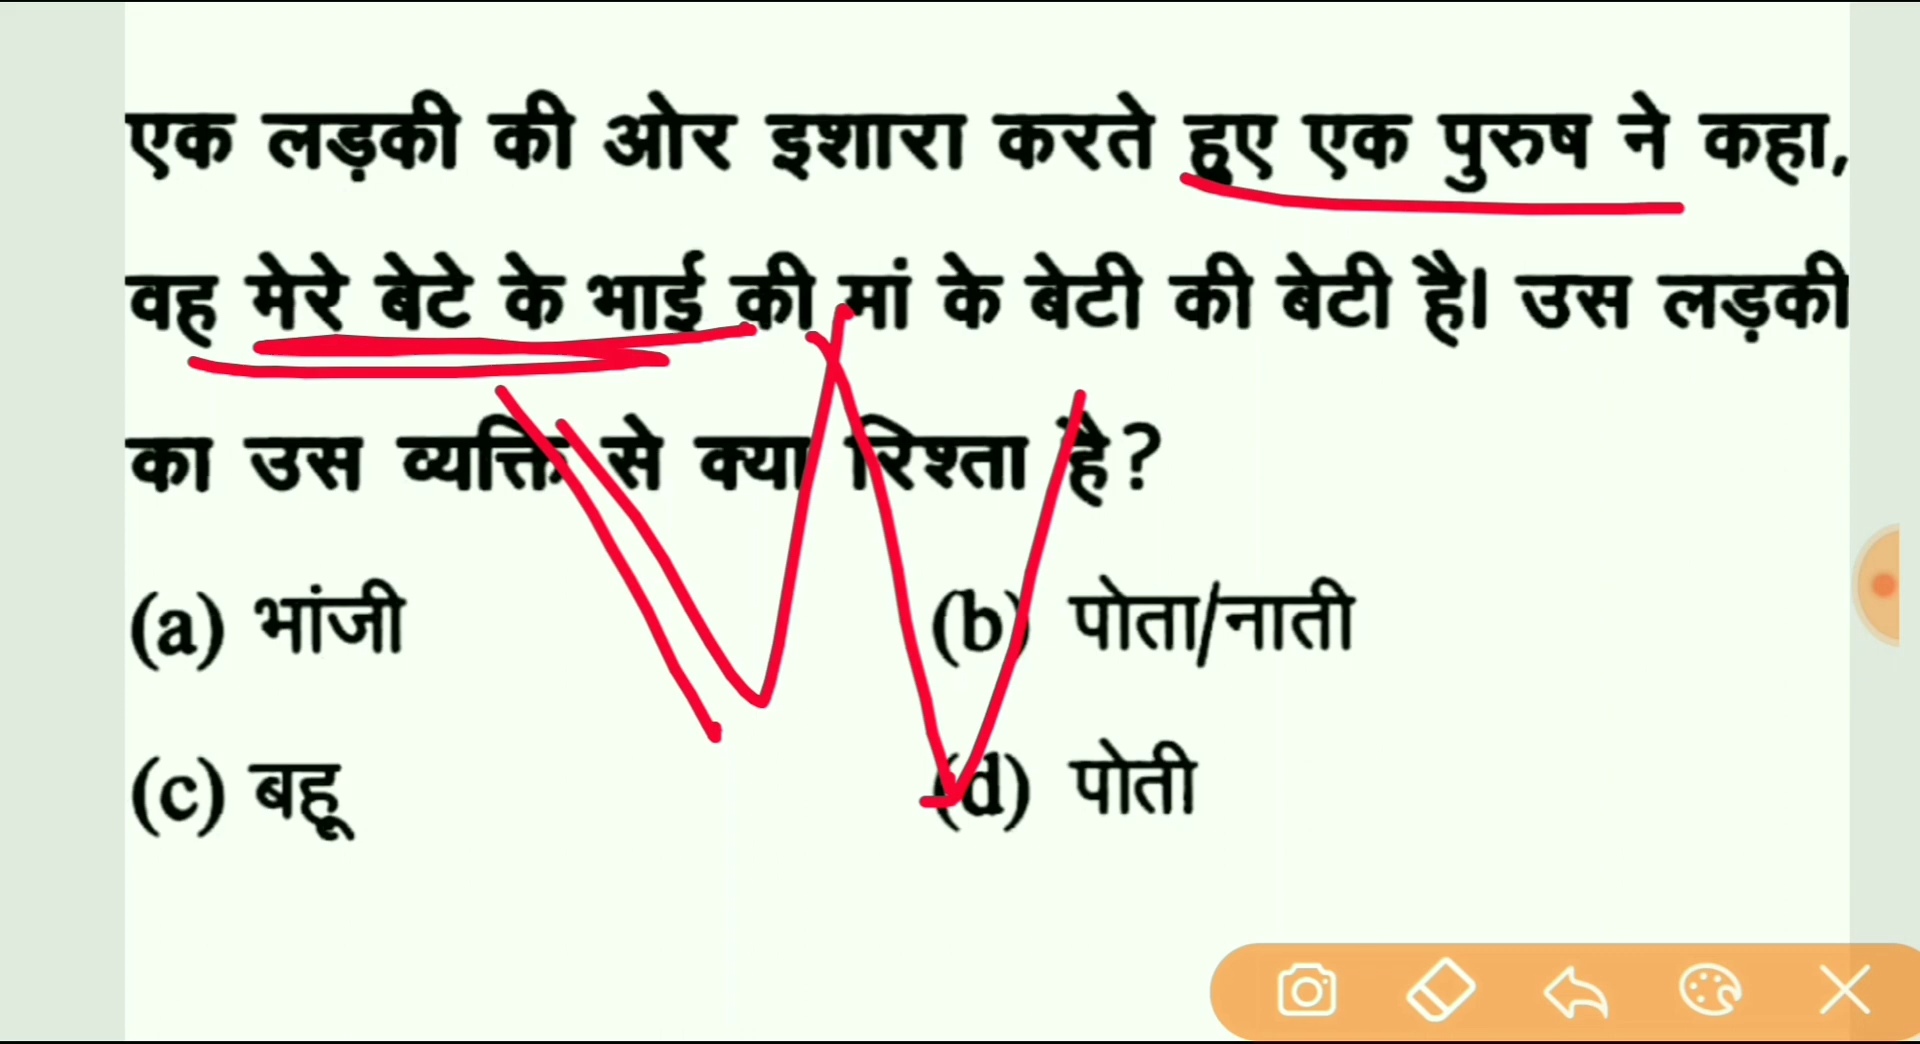 एक लड़की की ओर इशारा करते हुए एक पुरुष ने कहा,
वह मेरे बेटे के भाई की मां के बेटी की बेटी है। उस लड़की
का उस व्यक्ति से क्या रिश्ता है?
(a) भांजी (b) पोता/नाती
(c) बहू (d) पोती